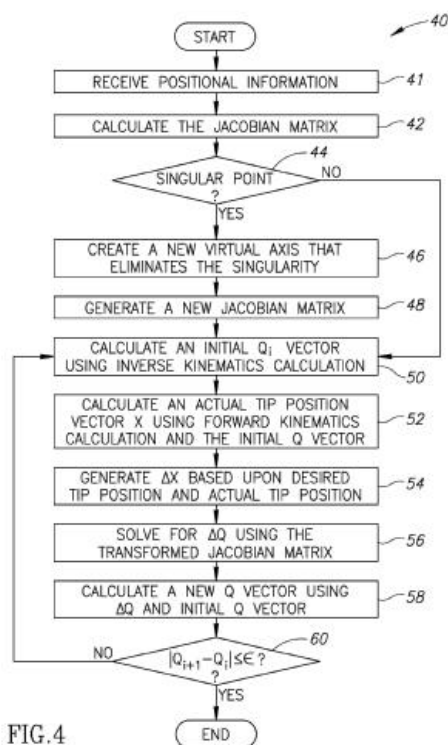 40
START
RECEIVE POSITIONAL INFORMATION
41
CALCULATE THE JACOBIAN MATRIX
42
44
SINGULAR POINT
?
NO
YES
CREATE A NEW VIRTUAL AXIS THAT
ELIMINATES THE SINGULARITY
46
GENERATE A NEW JACOBIAN MATRIX
48
CALCULATE AN INITIAL Qi VECTOR
USING INVERSE KINEMATICS CALCULATION
50
CALCULATE AN ACTUAL TIP POSITION
VECTOR X USING FORWARD KINEMATICS
CALCULATION AND THE INITIAL Q VECTOR
52
GENERATE ΔX BASED UPON DESIRED
TIP POSITION AND ACTUAL TIP POSITION
54
SOLVE FOR ΔQ USING THE
TRANSFORMED JACOBIAN MATRIX
56
CALCULATE A NEW Q VECTOR USING
ΔQ AND INITIAL Q VECTOR
58
60
NO
|Qi+1-Qi|≤∈?
?
YES
END
FIG.4